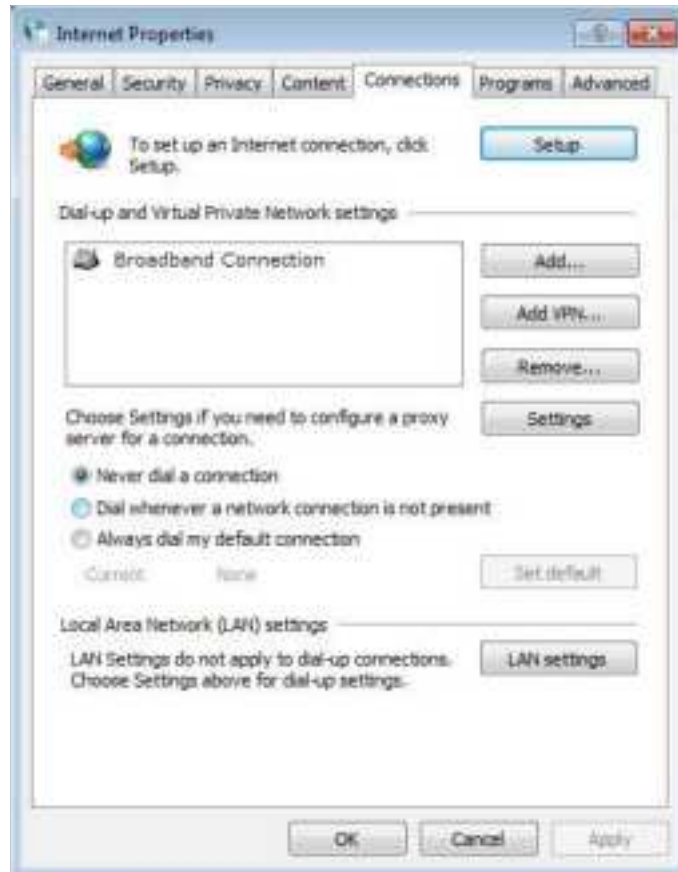 Internet Properties
General Security Privacy Content Connections Programs Advanced
To set up an Internet connection, click
Setup.
Setup
Dial-up and Virtual Private Network settings
Broadband Connection
Add...
Add VPN...
Remove...
Choose Settings if you need to configure a proxy
server for a connection.
Settings
Never dial a connection
Dial whenever a network connection is not present
Always dial my default connection
Current None
Set default
Local Area Network (LAN) settings
LAN Settings do not apply to dial-up connections.
Choose Settings above for dial-up settings.
LAN settings
OK Cancel Apply